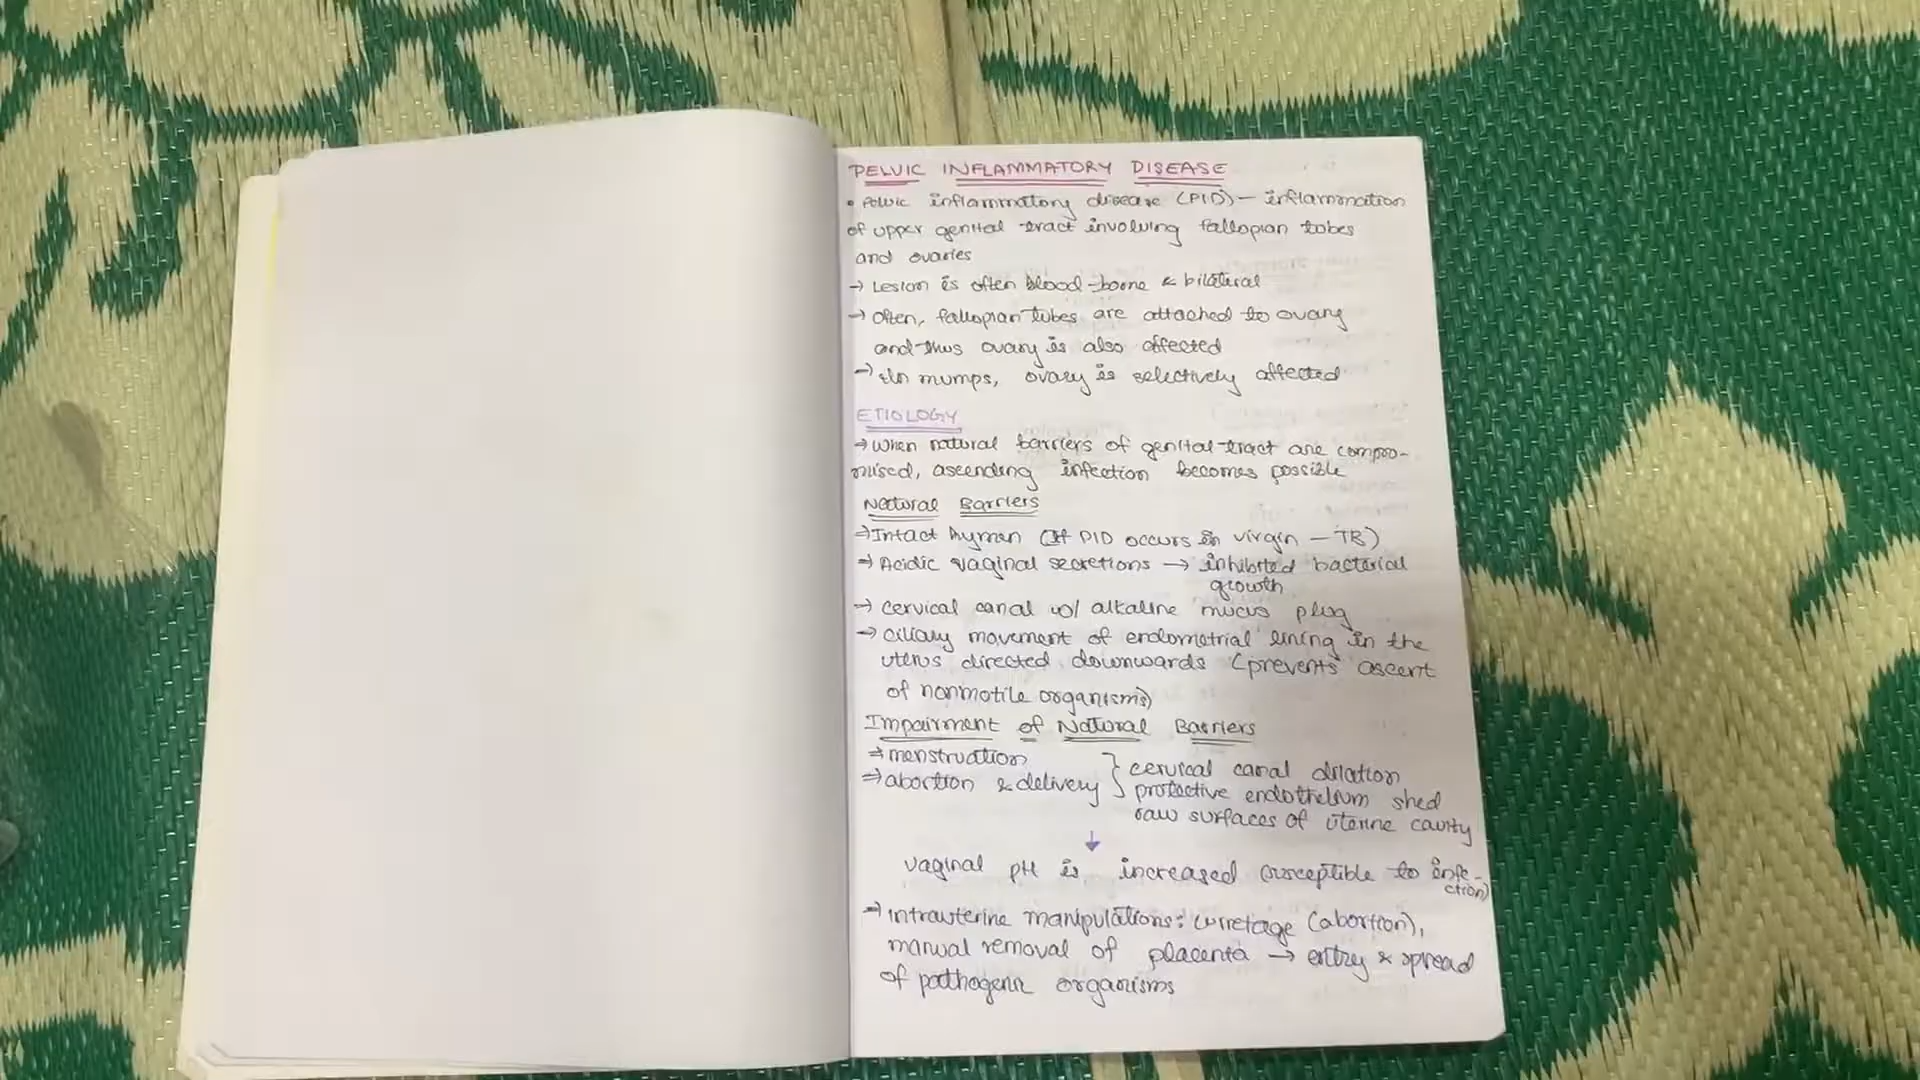 PELVIC INFLAMMATORY DISEASE
• Pelvic inflammatory disease (PID) – inflammation
of upper genital tract involving fallopian tubes
and ovaries
→ Lesion is often blood-borne & bilateral
→ Often, fallopian tubes are attached to ovary
and thus ovary is also affected
→ In mumps, ovary is selectively affected
ETIOLOGY
→ When natural barriers of genital tract are compro-
mised, ascending infection becomes possible
Natural Barriers
→ Intact hymen (If PID occurs in virgin – TB)
→ Acidic vaginal secretions → inhibited bacterial
growth
→ cervical canal w/ alkaline mucus plug
→ ciliary movement of endometrial lining in the
uterus directed downwards (prevents ascent
of nonmotile organisms)
Impairment of Natural Barriers
→ menstruation
→ abortion & delivery } cervical canal dilation
protective endothelium shed
raw surfaces of uterine cavity
↓
vaginal pH is increased (susceptible to infe-
ction)
→ Intrauterine manipulations: curretage (abortion),
manual removal of placenta → entry & spread
of pathogenic organisms